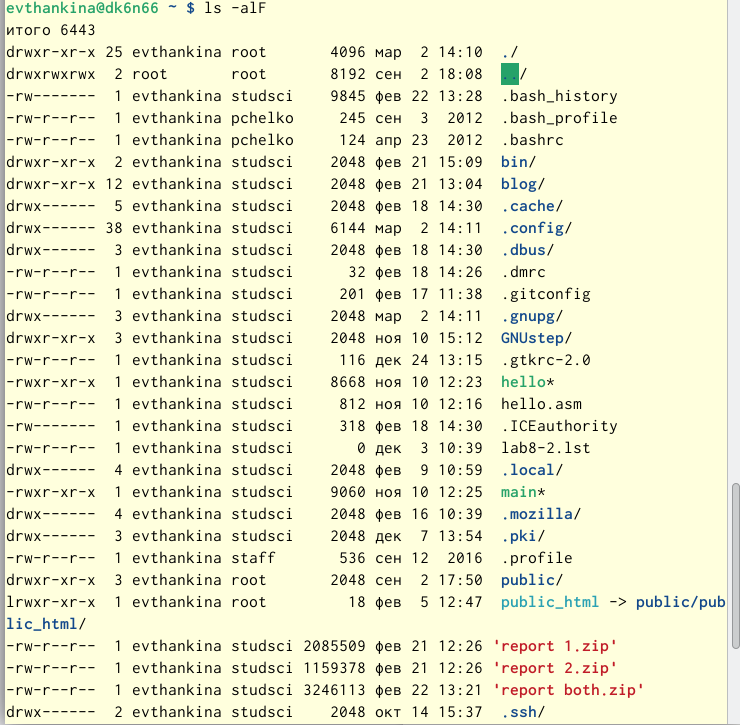 evthankina@dk6n66 ~ $ ls -alF
итого 6443
drwxr-xr-x 25 evthankina root       4096 мар  2 14:10  ./
drwxrwxrwx  2 root       root       8192 сен  2 18:08  ../
-rw-------  1 evthankina studsci    9845 фев 22 13:28  .bash_history
-rw-r--r--  1 evthankina pchelko     245 сен  3  2012  .bash_profile
-rw-r--r--  1 evthankina pchelko     124 апр 23  2012  .bashrc
drwxr-xr-x  2 evthankina studsci    2048 фев 21 15:09  bin/
drwxr-xr-x 12 evthankina studsci    2048 фев 21 13:04  blog/
drwx------  5 evthankina studsci    2048 фев 18 14:30  .cache/
drwx------ 38 evthankina studsci    6144 мар  2 14:11  .config/
drwx------  3 evthankina studsci    2048 фев 18 14:30  .dbus/
-rw-r--r--  1 evthankina studsci      32 фев 18 14:26  .dmrc
-rw-r--r--  1 evthankina studsci     201 фев 17 11:38  .gitconfig
drwx------  3 evthankina studsci    2048 мар  2 14:11  .gnupg/
drwxr-xr-x  3 evthankina studsci    2048 ноя 10 15:12  GNUstep/
-rw-r--r--  1 evthankina studsci     116 дек 24 13:15  .gtkrc-2.0
-rwxr-xr-x  1 evthankina studsci    8668 ноя 10 12:23  hello*
-rw-r--r--  1 evthankina studsci     812 ноя 10 12:16  hello.asm
-rw-------  1 evthankina studsci     318 фев 18 14:30  .ICEauthority
-rw-r--r--  1 evthankina studsci       0 дек  3 10:39  lab8-2.lst
drwx------  4 evthankina studsci    2048 фев  9 10:59  .local/
-rwxr-xr-x  1 evthankina studsci    9060 ноя 10 12:25  main*
drwx------  4 evthankina studsci    2048 фев 16 10:39  .mozilla/
drwx------  3 evthankina studsci    2048 дек  7 13:54  .pki/
-rw-r--r--  1 evthankina staff       536 сен 12  2016  .profile
drwxr-xr-x  3 evthankina root       2048 сен  2 17:50  public/
lrwxr-xr-x  1 evthankina root         18 фев  5 12:47  public_html -> public/pub
lic_html/
-rw-r--r--  1 evthankina studsci 2085509 фев 21 12:26 'report 1.zip'
-rw-r--r--  1 evthankina studsci 1159378 фев 21 12:26 'report 2.zip'
-rw-r--r--  1 evthankina studsci 3246113 фев 22 13:21 'report both.zip'
drwx------  2 evthankina studsci    2048 окт 14 15:37  .ssh/